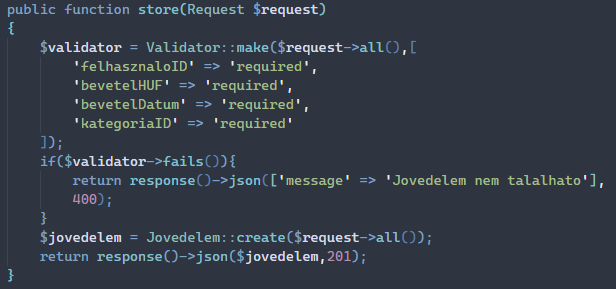 public function store(Request $request)
{
    $validator = Validator::make($request->all(),[
        'felhasznaloID' => 'required',
        'bevetelHUF' => 'required',
        'bevetelDatum' => 'required',
        'kategoriaID' => 'required'
    ]);
    if($validator->fails()){
        return response()->json(['message' => 'Jovedelem nem talalhato'],
        400);
    }
    $jovedelem = Jovedelem::create($request->all());
    return response()->json($jovedelem,201);
}